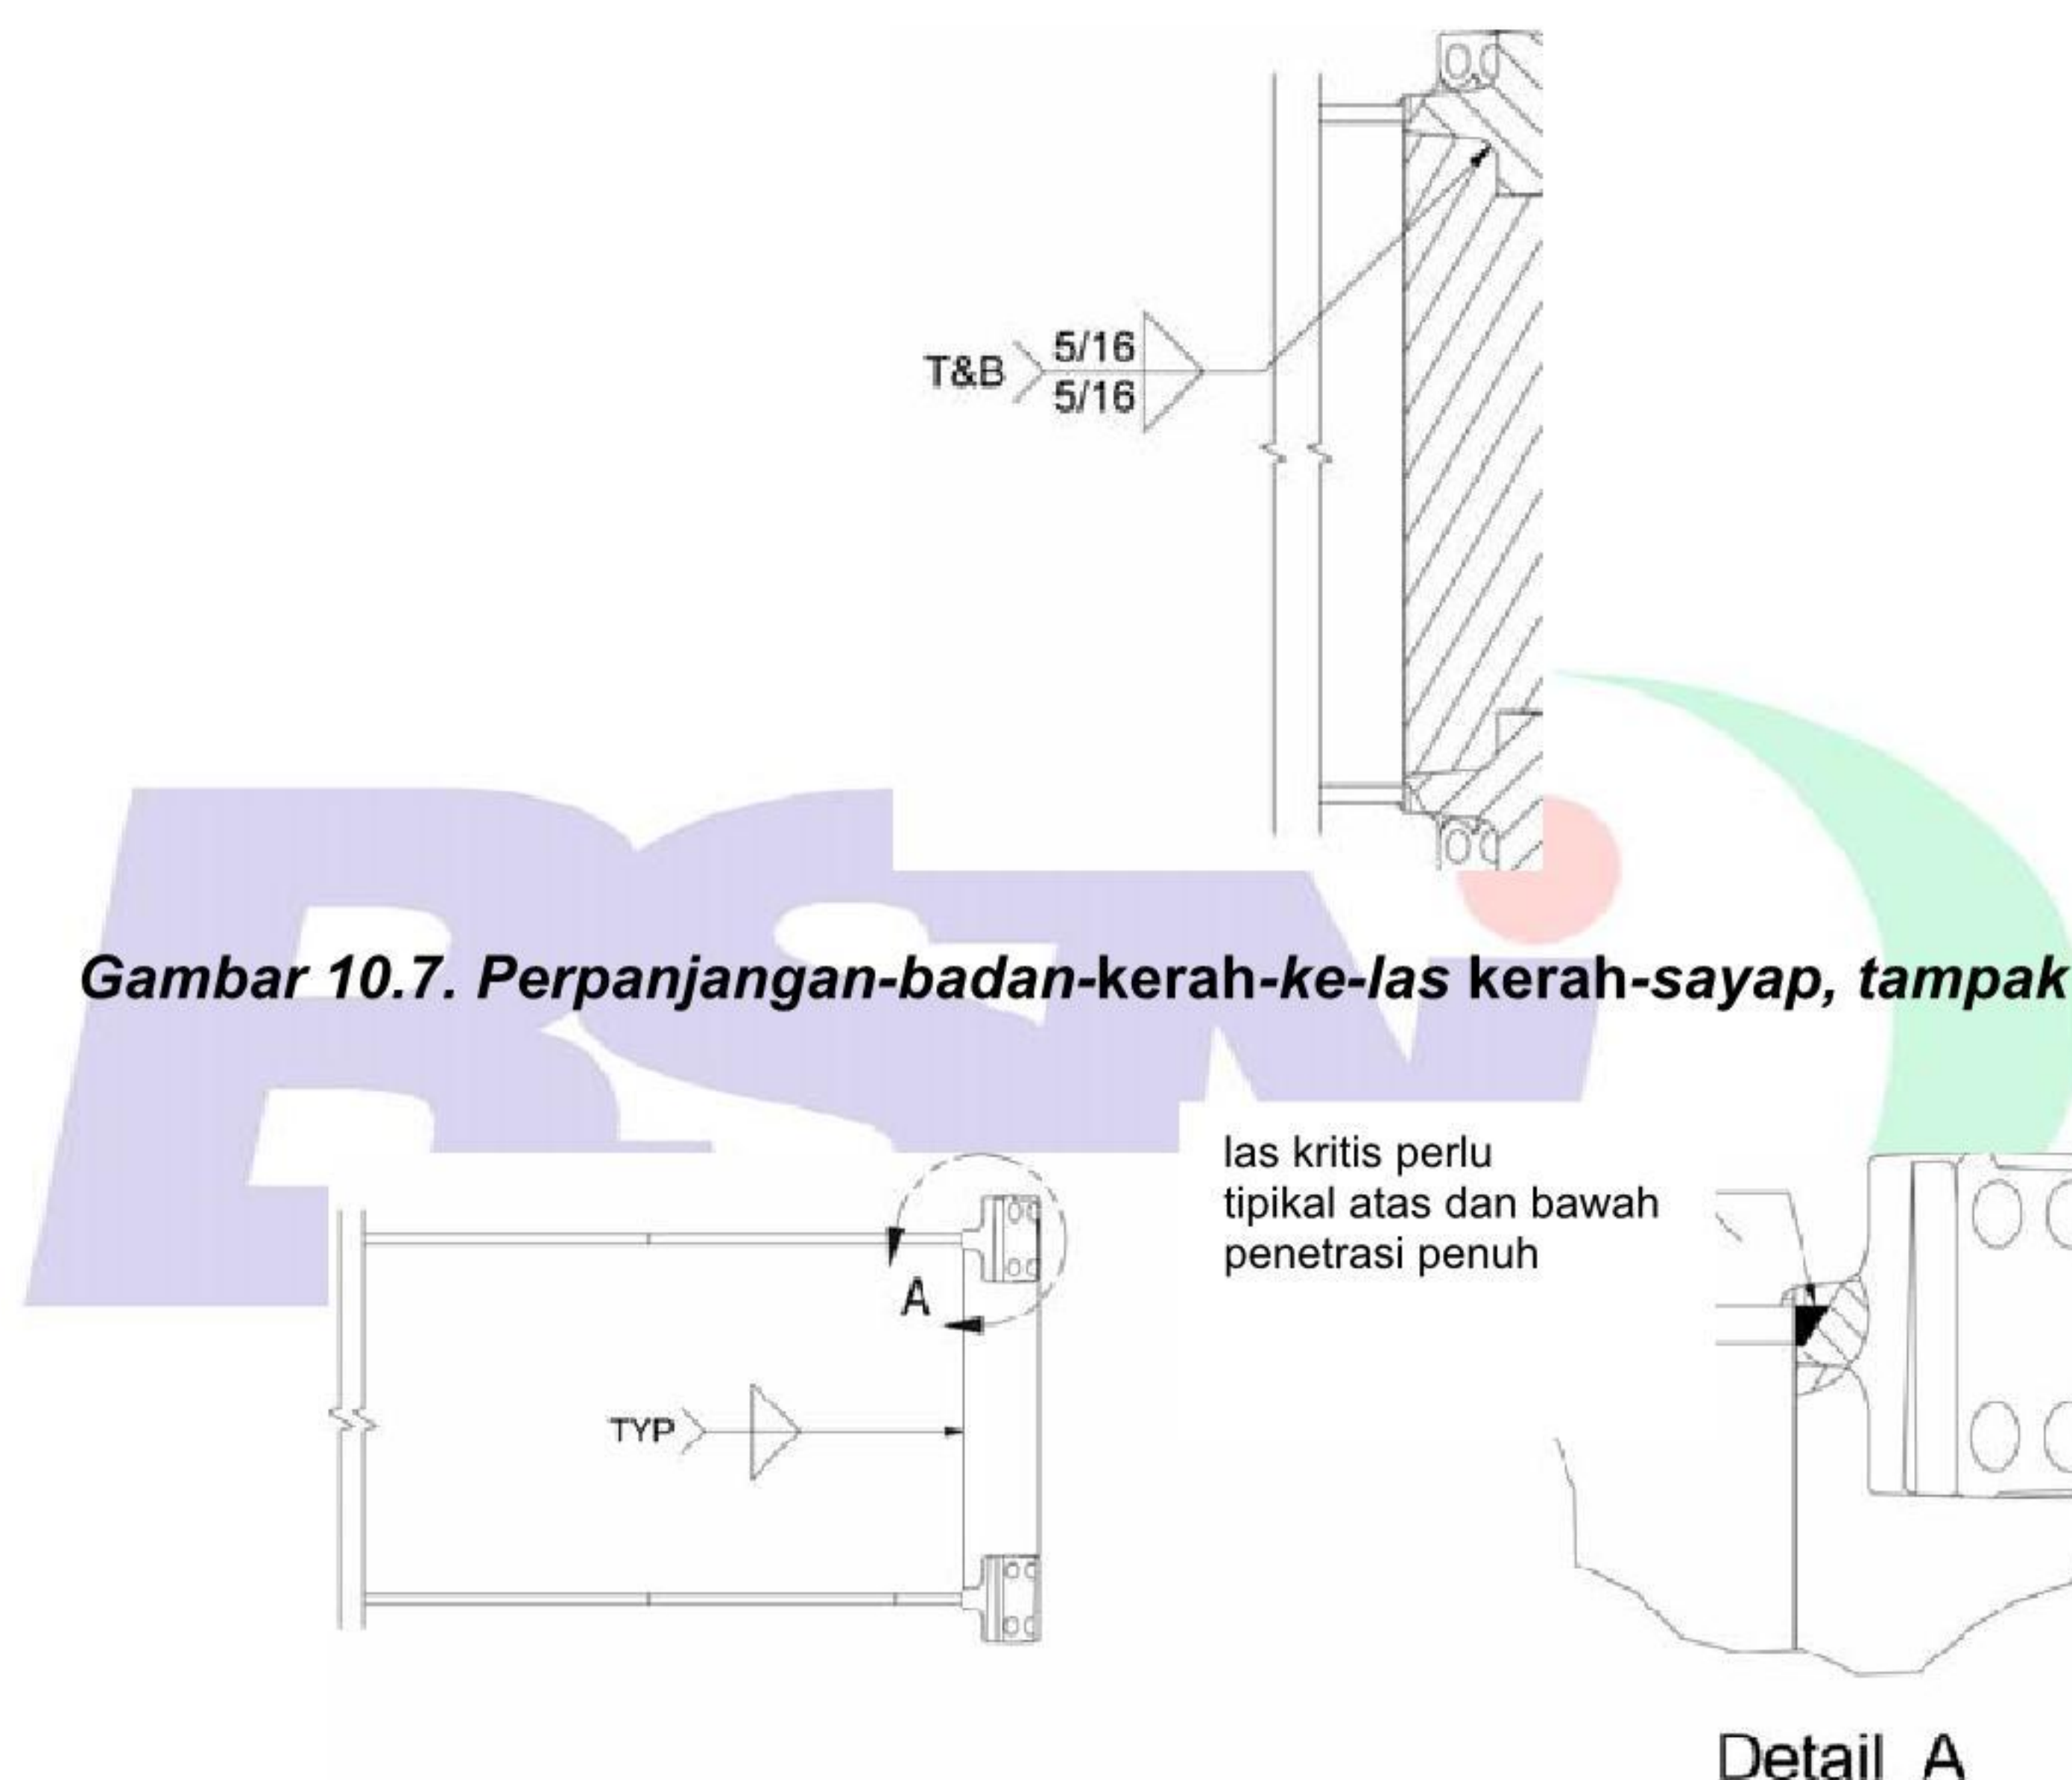 T&B
5/16
5/16
Gambar 10.7. Perpanjangan-badan-kerah-ke-las kerah-sayap, tampak
las kritis perlu
tipikal atas dan bawah
penetrasi penuh
A
TYP
Detail A